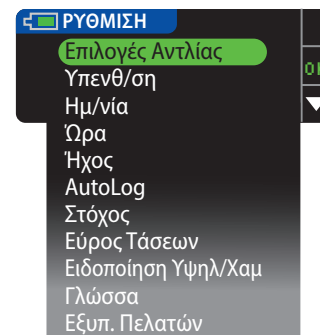 ΡΥΘΜΙΣΗ
Επιλογές Αντλίας
Υπενθ/ση
Ημ/νία
Ώρα
Ήχος
AutoLog
Στόχος
Εύρος Τάσεων
Ειδοποίηση Υψηλ/Χαμ
Γλώσσα
Εξυπ. Πελατών